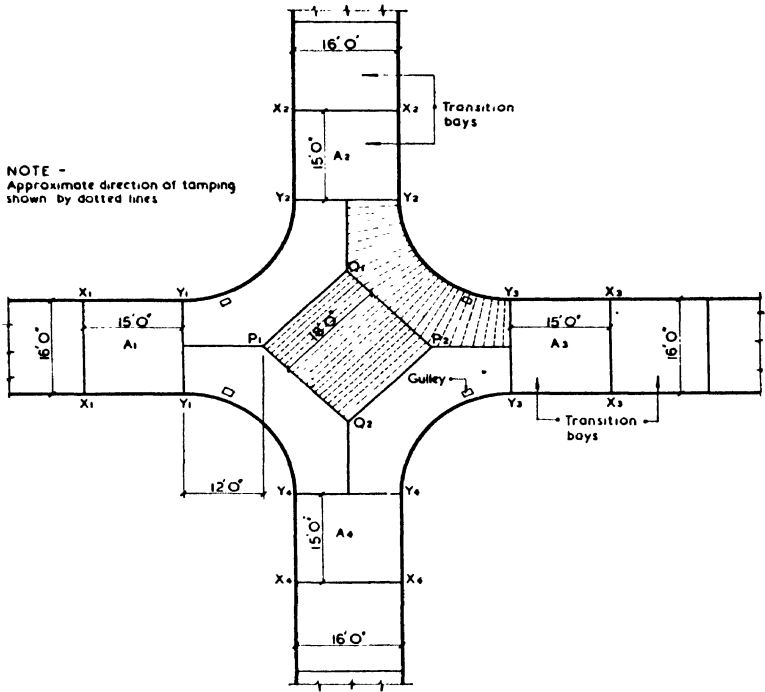 16' 0"
X2
X2
Transition
bays
15' 0"
A2
NOTE -
Approximate direction of tamping
shown by dotted lines
Y2
Y2
Q1
X1
Y1
Y3
X3
15' 0"
18' 0"
15' 0"
16' 0"
A1
P1
P2
A3
16' 0"
Gulley
X1
Y1
Y3
X3
Q2
Transition
bays
12' 0"
Y4
Y4
15' 0"
A4
X4
X4
16' 0"